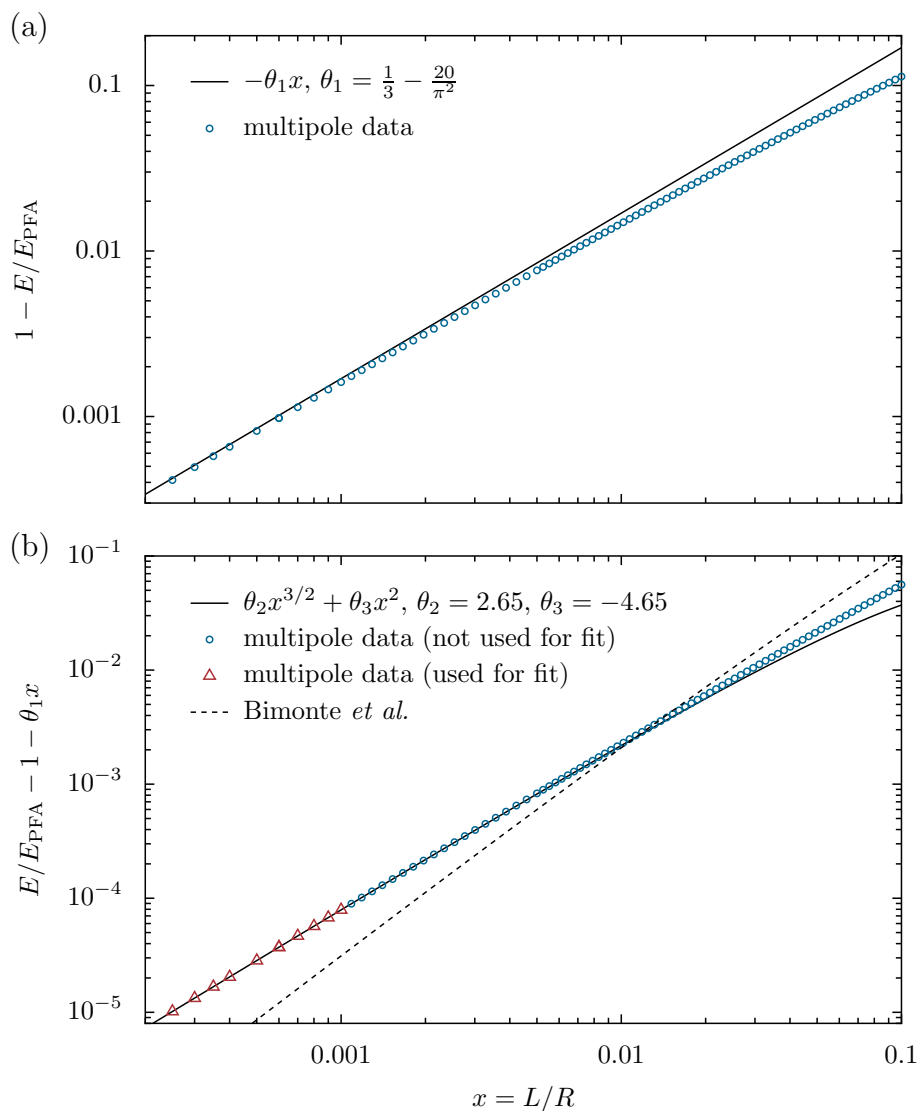 (a)
0.1
0.01
0.001
1 − E/E_PFA
−θ₁x, θ₁ = 1/3 − 20/π²
multipole data
(b)
10⁻¹
10⁻²
10⁻³
10⁻⁴
10⁻⁵
E/E_PFA − 1 − θ₁x
θ₂x^{3/2} + θ₃x², θ₂ = 2.65, θ₃ = −4.65
multipole data (not used for fit)
multipole data (used for fit)
Bimonte et al.
0.001 0.01 0.1
x = L/R